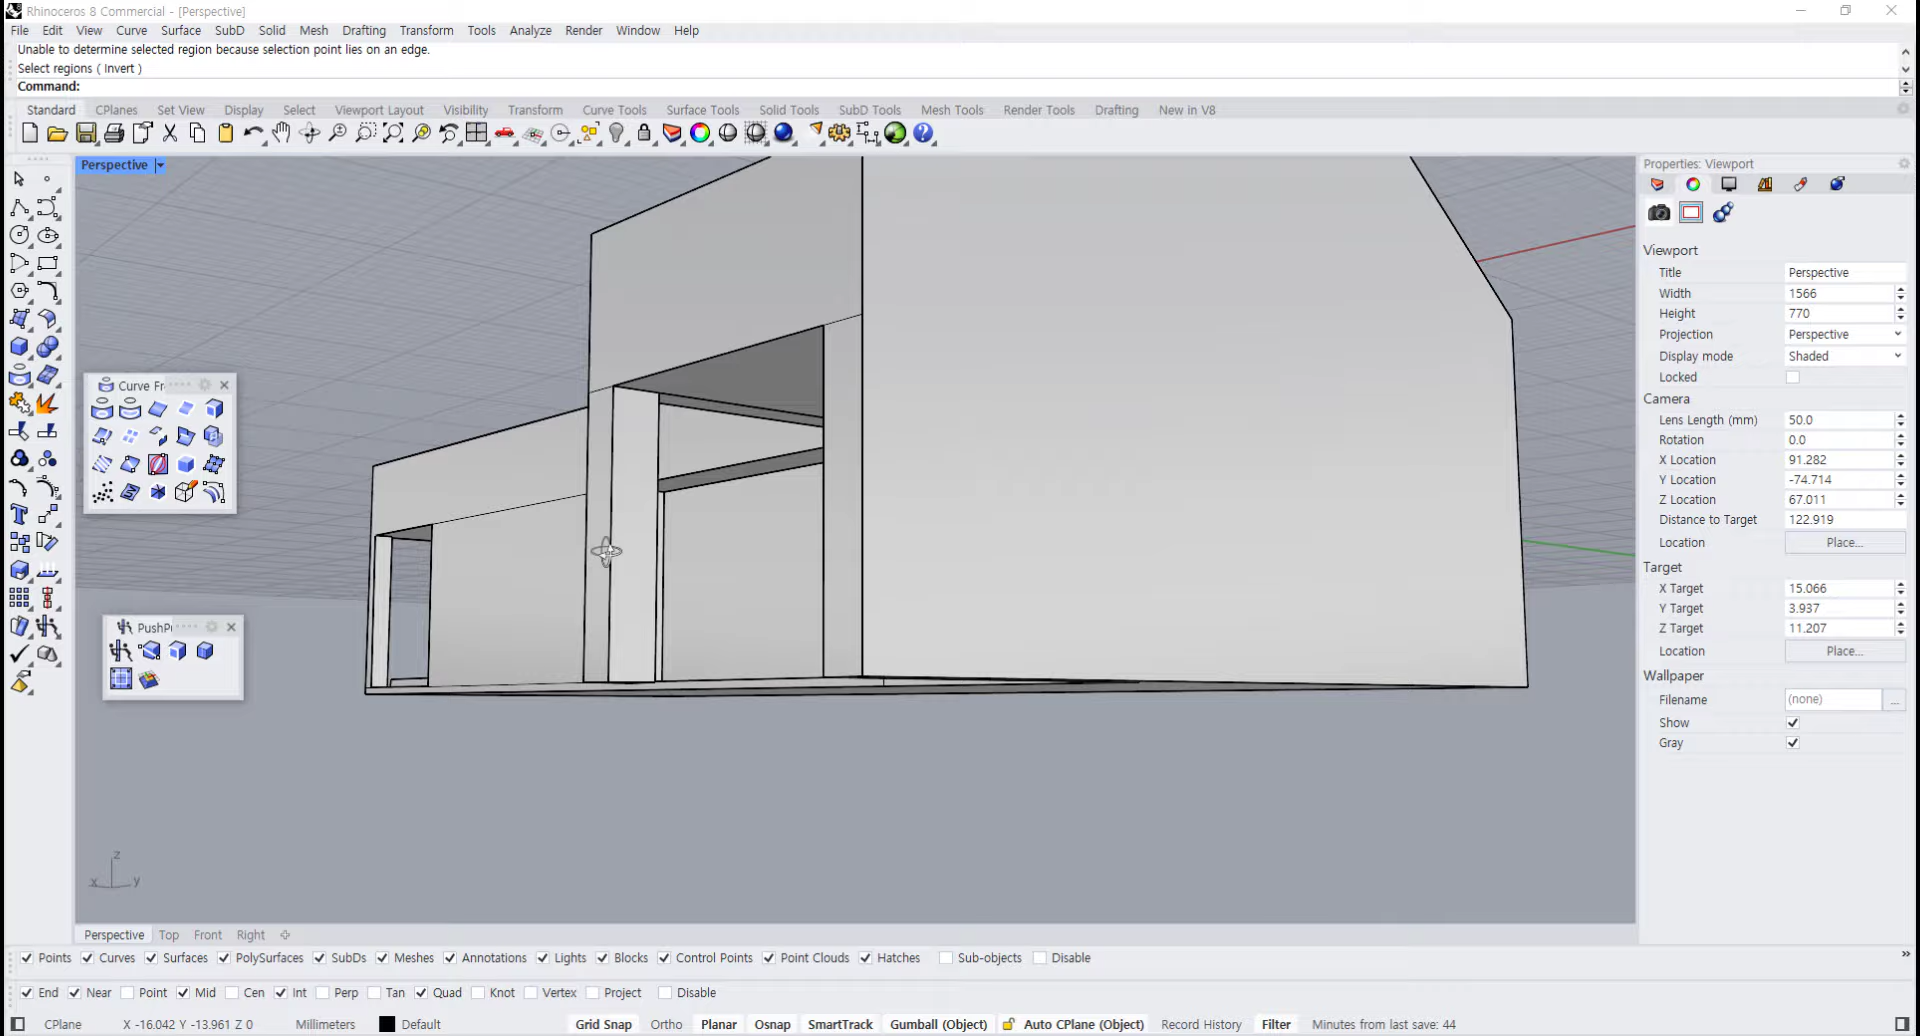 Rhinoceros 8 Commercial - [Perspective]
File Edit View Curve Surface SubD Solid Mesh Drafting Transform Tools Analyze Render Window Help
Unable to determine selected region because selection point lies on an edge.
Select regions ( Invert )
Command:
Standard CPlanes Set View Display Select Viewport Layout Visibility Transform Curve Tools Surface Tools Solid Tools SubD Tools Mesh Tools Render Tools Drafting New in V8
Perspective
Curve Fr
PushP
z
x y
Properties: Viewport
Viewport
Title Perspective
Width 1566
Height 770
Projection Perspective
Display mode Shaded
Locked
Camera
Lens Length (mm) 50.0
Rotation 0.0
X Location 91.282
Y Location -74.714
Z Location 67.011
Distance to Target 122.919
Location Place...
Target
X Target 15.066
Y Target 3.937
Z Target 11.207
Location Place...
Wallpaper
Filename (none) ...
Show
Gray
Perspective Top Front Right
Points Curves Surfaces PolySurfaces SubDs Meshes Annotations Lights Blocks Control Points Point Clouds Hatches Sub-objects Disable
End Near Point Mid Cen Int Perp Tan Quad Knot Vertex Project Disable
CPlane X -16.042 Y -13.961 Z 0 Millimeters Default Grid Snap Ortho Planar Osnap SmartTrack Gumball (Object) Auto CPlane (Object) Record History Filter Minutes from last save: 44